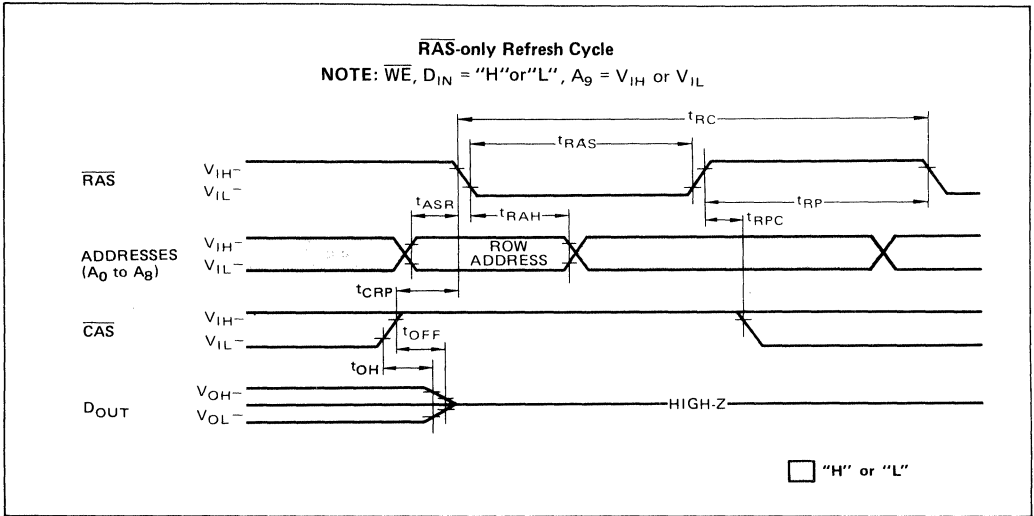 RAS-only Refresh Cycle
NOTE: WE, DIN = "H"or"L", A9 = VIH or VIL
tRC
tRAS
RAS
VIH
VIL
tRP
tASR
tRAH
tRPC
ADDRESSES
(A0 to A8)
VIH
VIL
ROW
ADDRESS
tCRP
CAS
VIH
VIL
tOFF
tOH
DOUT
VOH
VOL
HIGH-Z
"H" or "L"